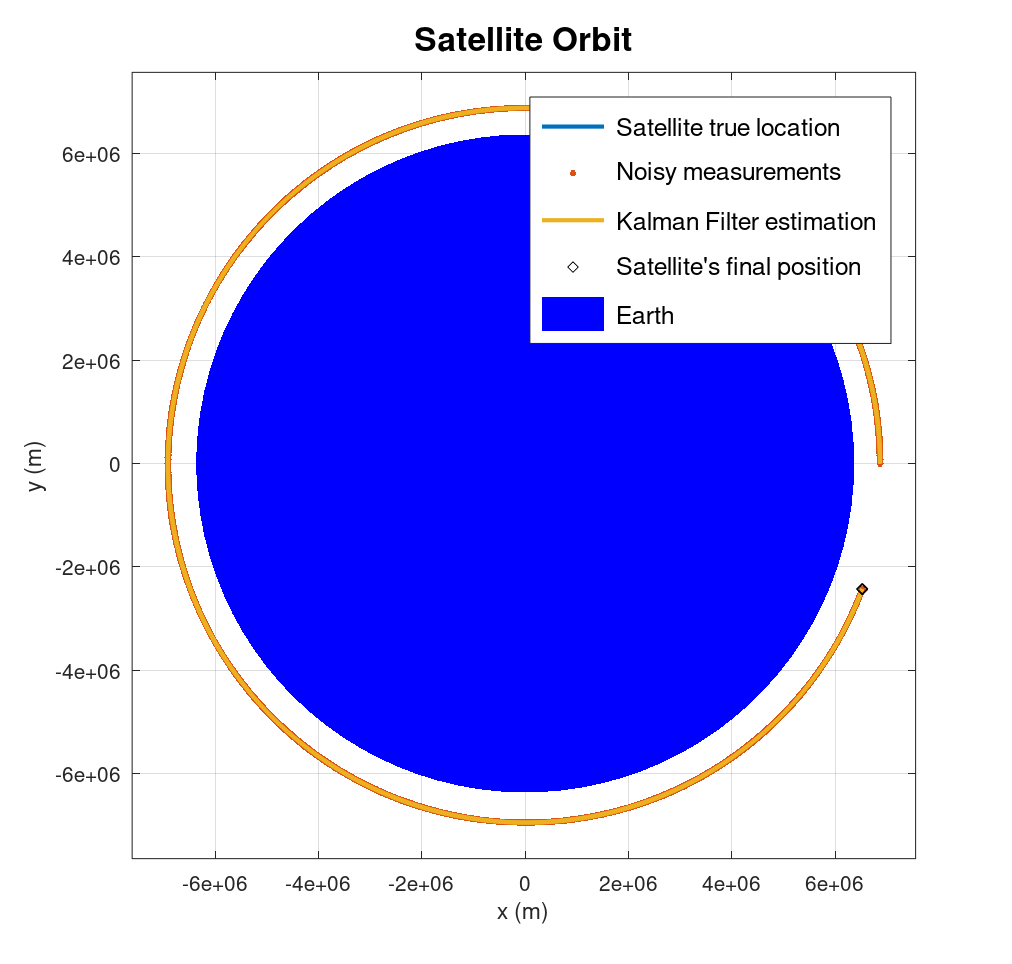 Satellite Orbit
Satellite true location
Noisy measurements
Kalman Filter estimation
Satellite's final position
Earth
6e+06
4e+06
2e+06
0
-2e+06
-4e+06
-6e+06
y (m)
-6e+06 -4e+06 -2e+06 0 2e+06 4e+06 6e+06
x (m)